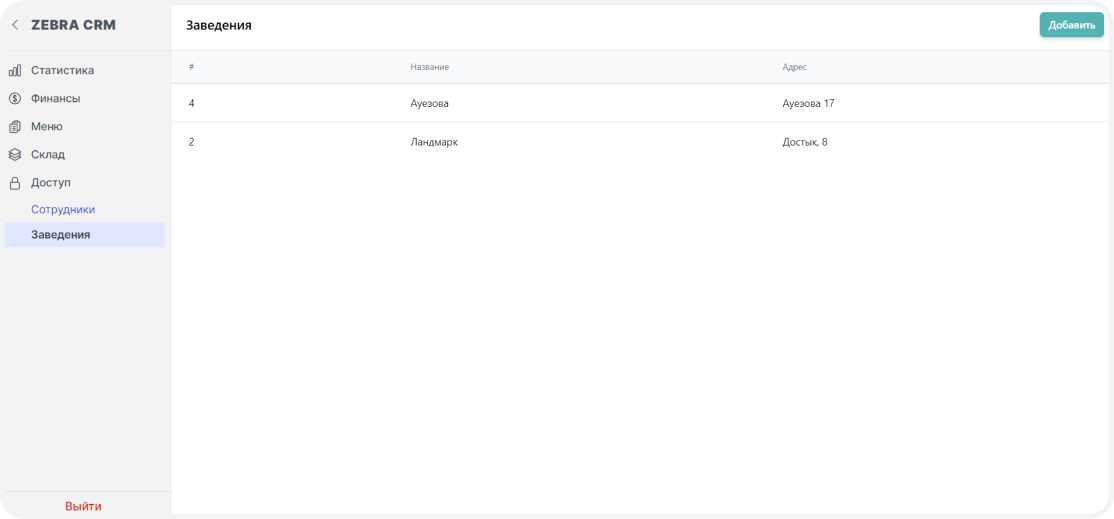 ZEBRA CRM
Статистика
Финансы
Меню
Склад
Доступ
Сотрудники
Заведения
Выйти
Заведения
Добавить
# Название Адрес
4 Ауезова Ауезова 17
2 Ландмарк Достык, 8